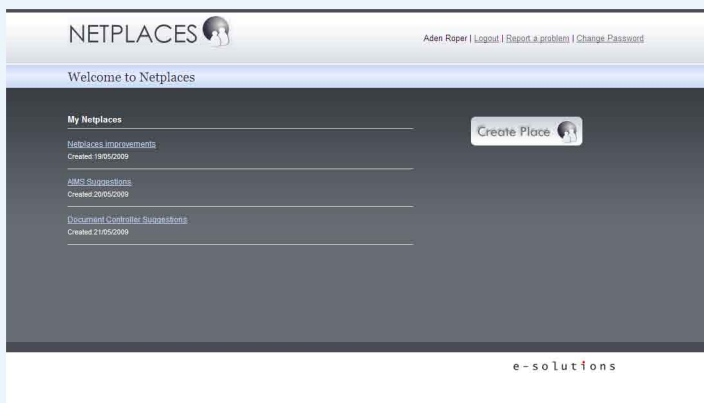 NETPLACES
Aden Roper | Logout | Report a problem | Change Password
Welcome to Netplaces
My Netplaces
Create Place
Netplaces Improvements
Created:19/05/2009
AIMS Suggestions
Created:20/05/2009
Document Controller Suggestions
Created:21/05/2009
e-solutions